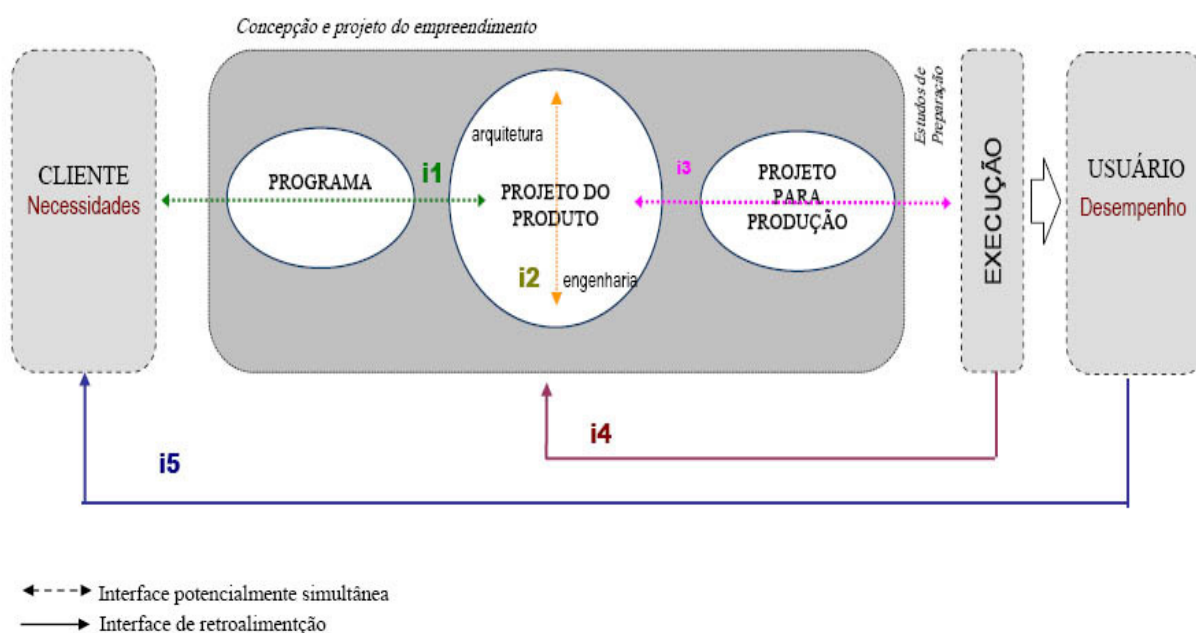 Concepção e projeto do empreendimento
CLIENTE
Necessidades
PROGRAMA
i1
arquitetura
PROJETO DO
PRODUTO
i2
engenharia
i3
PROJETO
PARA
PRODUÇÃO
Estudos de
Preparação
EXECUÇÃO
USUÁRIO
Desempenho
i4
i5
Interface potencialmente simultânea
Interface de retroalimentção